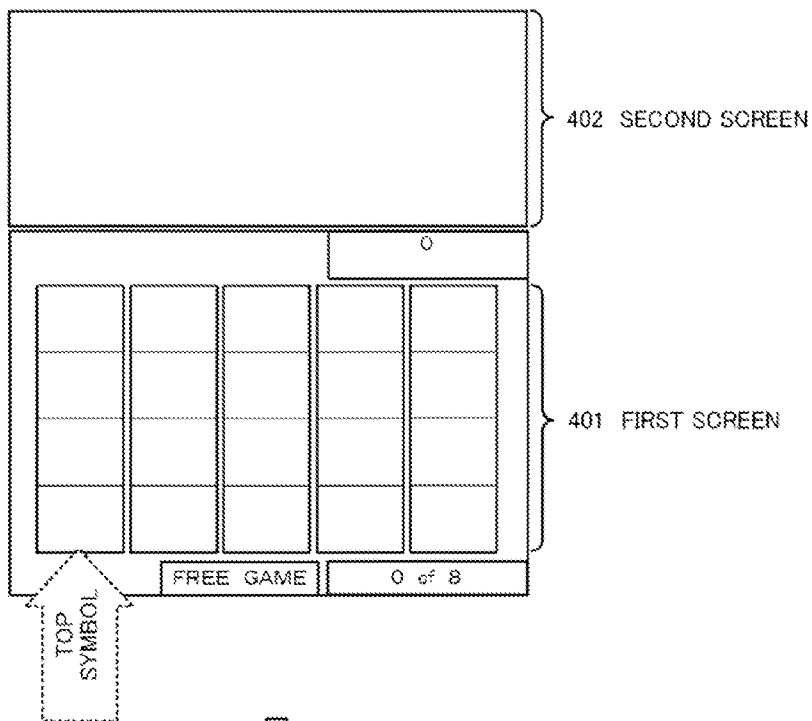 402 SECOND SCREEN
0
401 FIRST SCREEN
FREE GAME
0 of 8
TOP
SYMBOL